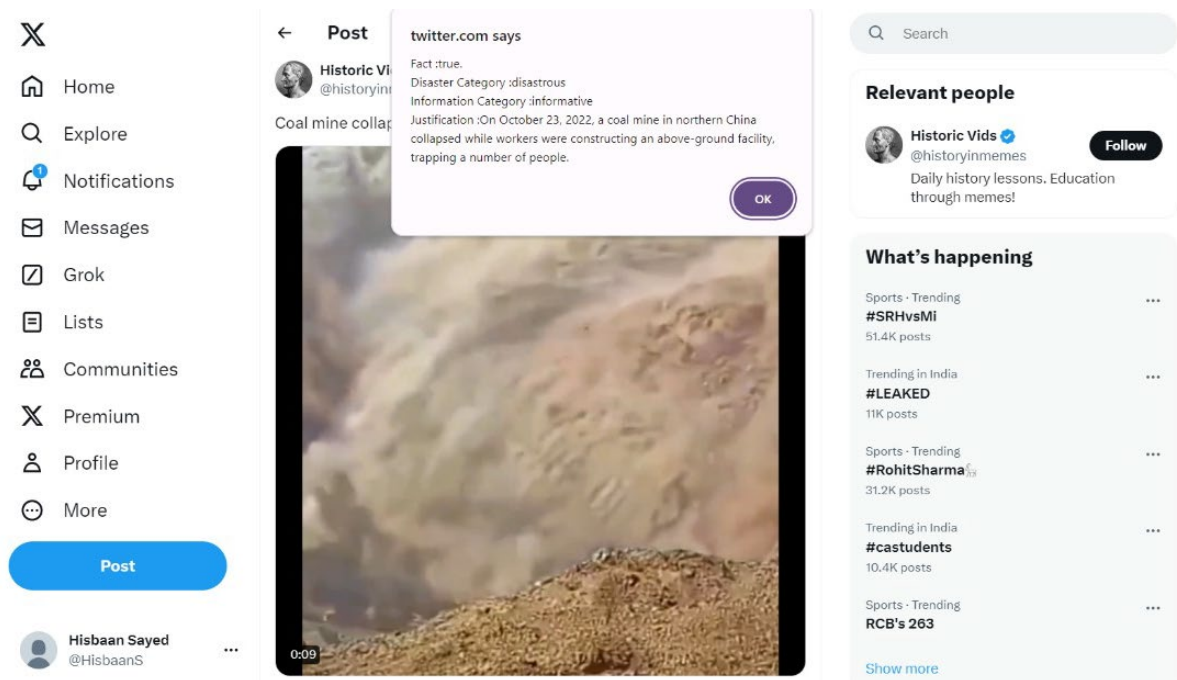 Home
Explore
1
Notifications
Messages
Grok
Lists
Communities
Premium
Profile
More
Post
Hisbaan Sayed
@HisbaanS
Post
Historic
@historyin
Coal mine
0:09
twitter.com says
Fact :true.
Disaster Category :disastrous
Information Category :informative
Justification :On October 23, 2022, a coal mine in northern China
collapsed while workers were constructing an above-ground facility,
trapping a number of people.
OK
Search
Relevant people
Historic Vids
@historyinmemes
Follow
Daily history lessons. Education
through memes!
What's happening
Sports · Trending
#SRHvsMi
51.4K posts
Trending in India
#LEAKED
11K posts
Sports · Trending
#RohitSharma
31.2K posts
Trending in India
#castudents
10.4K posts
Sports · Trending
RCB's 263
Show more